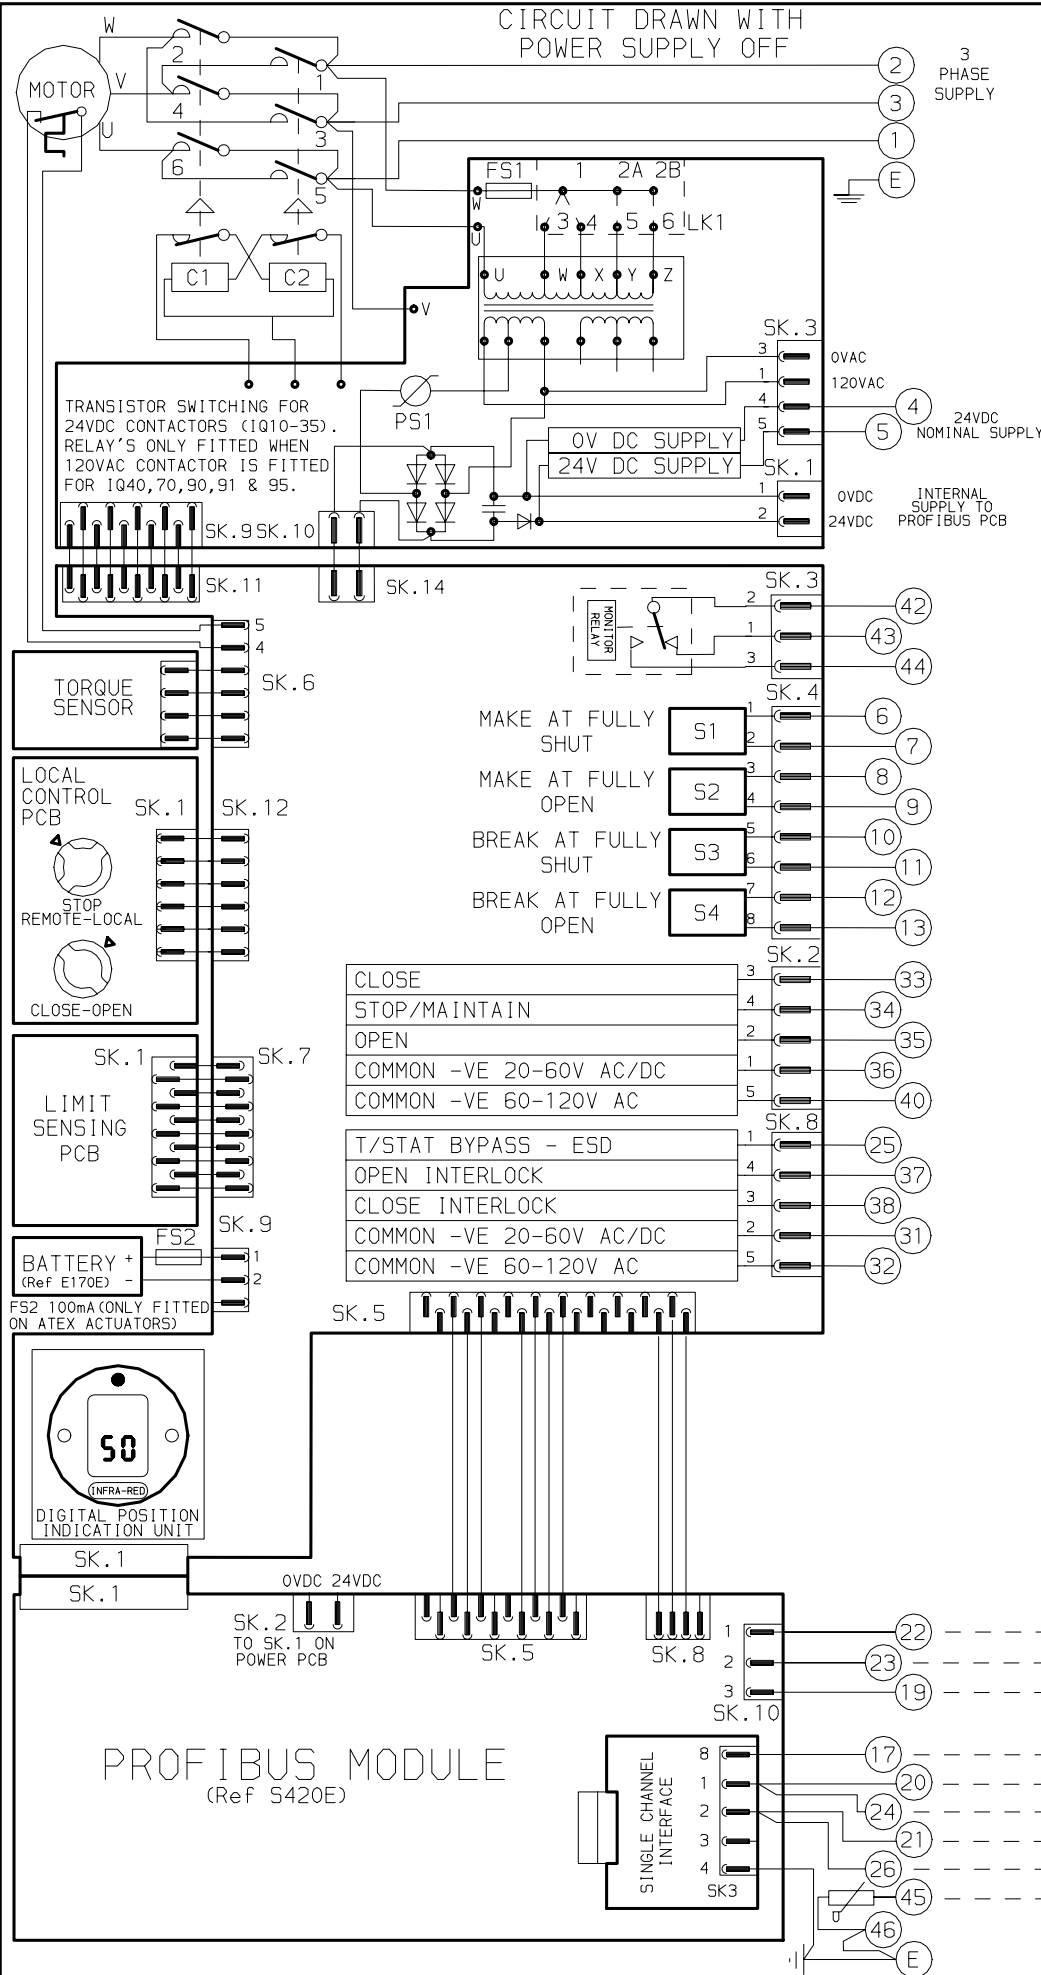 CIRCUIT DRAWN WITH
POWER SUPPLY OFF
W
2
1
2
3
PHASE
SUPPLY
MOTOR
V
4
3
3
U
6
5
1
E
FS1
1
2A
2B
W
U
3
4
5
6
LK1
C1
C2
U
W
X
Y
Z
V
SK.3
3
0VAC
1
120VAC
4
4
5
5
24VDC
NOMINAL SUPPLY
PS1
TRANSISTOR SWITCHING FOR
24VDC CONTACTORS (IQ10-35).
RELAY'S ONLY FITTED WHEN
120VAC CONTACTOR IS FITTED
FOR IQ40,70,90,91 & 95.
0V DC SUPPLY
24V DC SUPPLY
SK.1
1
0VDC
2
24VDC
INTERNAL
SUPPLY TO
PROFIBUS PCB
SK.9
SK.10
SK.11
SK.14
SK.3
MONITOR
RELAY
2
42
1
43
3
44
5
4
SK.6
TORQUE
SENSOR
SK.4
MAKE AT FULLY
SHUT
S1
1
6
2
7
MAKE AT FULLY
OPEN
S2
3
8
4
9
BREAK AT FULLY
SHUT
S3
5
10
6
11
BREAK AT FULLY
OPEN
S4
7
12
8
13
LOCAL
CONTROL
PCB
SK.1
SK.12
STOP
REMOTE-LOCAL
CLOSE-OPEN
SK.2
CLOSE
3
33
STOP/MAINTAIN
4
34
OPEN
2
35
COMMON -VE 20-60V AC/DC
1
36
COMMON -VE 60-120V AC
5
40
SK.8
T/STAT BYPASS - ESD
1
25
OPEN INTERLOCK
4
37
CLOSE INTERLOCK
3
38
COMMON -VE 20-60V AC/DC
2
31
COMMON -VE 60-120V AC
5
32
SK.1
SK.7
LIMIT
SENSING
PCB
SK.9
FS2
BATTERY
+
1
(Ref E170E)
-
2
FS2 100mA(ONLY FITTED
ON ATEX ACTUATORS)
SK.5
50
INFRA-RED
DIGITAL POSITION
INDICATION UNIT
SK.1
SK.1
0VDC 24VDC
SK.2
TO SK.1 ON
POWER PCB
SK.5
SK.8
1
22
2
23
3
19
SK.10
PROFIBUS MODULE
(Ref S420E)
SINGLE CHANNEL
INTERFACE
8
17
1
20
24
2
21
3
26
4
SK3
45
U
46
E